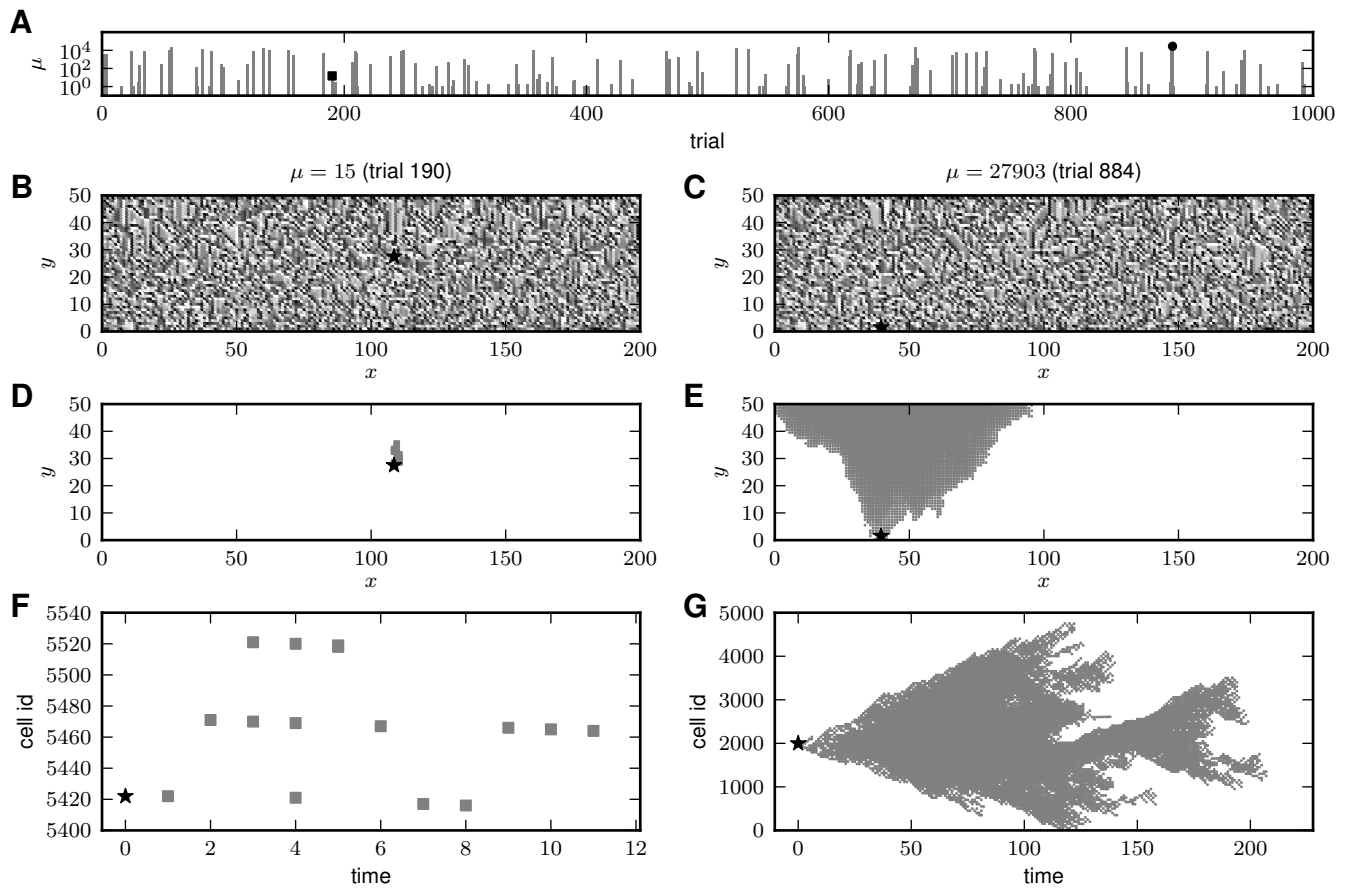 A
μ
10⁴
10²
10⁰
0 200 400 600 800 1000
trial
μ = 15 (trial 190)
μ = 27903 (trial 884)
B
y
50
40
30
20
10
0
0 50 100 150 200
x
C
y
50
40
30
20
10
0
0 50 100 150 200
x
D
y
50
40
30
20
10
0
0 50 100 150 200
x
E
y
50
40
30
20
10
0
0 50 100 150 200
x
F
cell id
5540
5520
5500
5480
5460
5440
5420
5400
0 2 4 6 8 10 12
time
G
cell id
5000
4000
3000
2000
1000
0
0 50 100 150 200
time